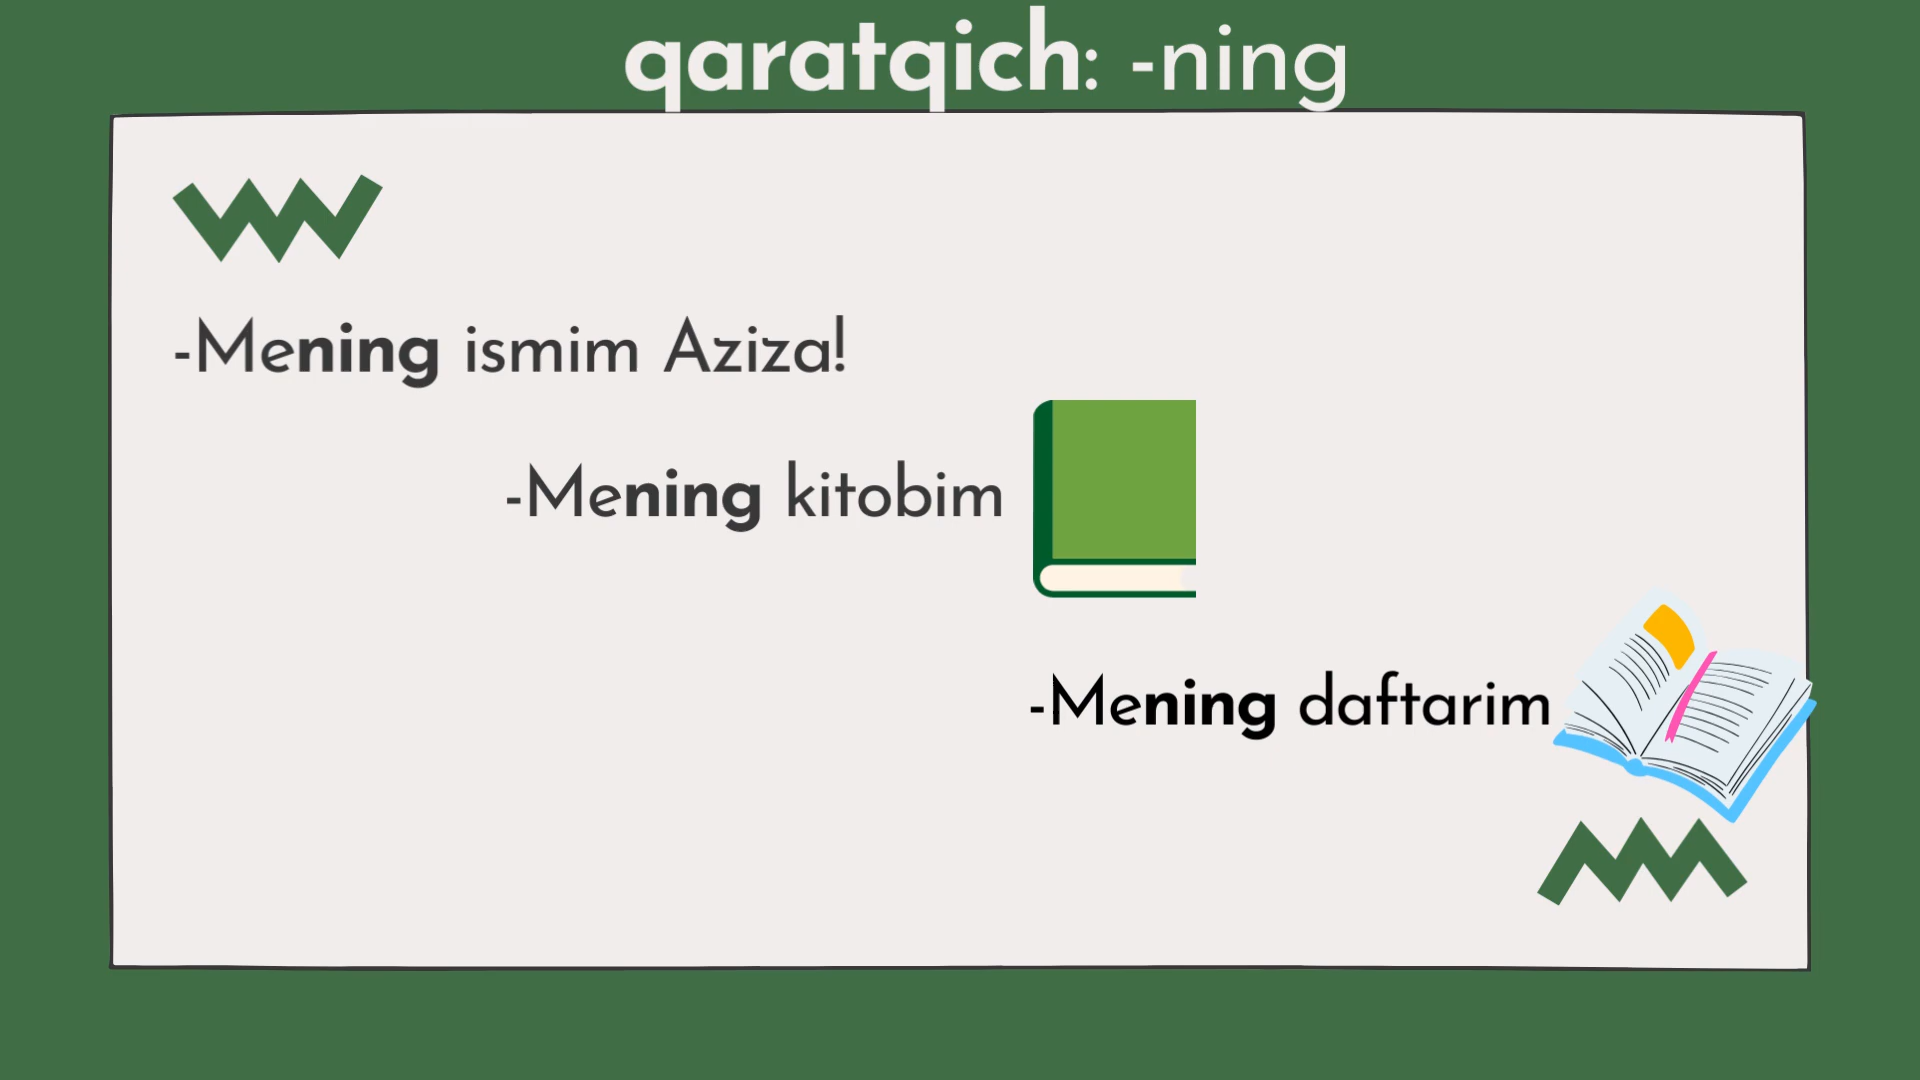 qaratqich: -ning
-Mening ismim Aziza!
-Mening kitobim
-Mening daftarim